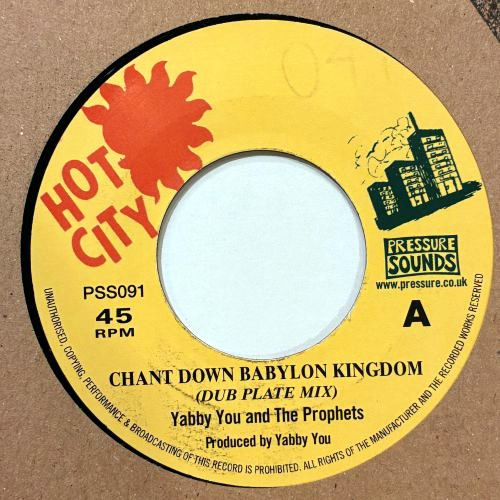 HOT
CITY
PRESSURE
SOUNDS
www.pressure.co.uk
PSS091
45
RPM
A
CHANT DOWN BABYLON KINGDOM
(DUB PLATE MIX)
Yabby You and The Prophets
Produced by Yabby You
UNAUTHORISED, COPYING, PERFORMANCE & BROADCASTING OF THIS RECORD IS PROHIBITED. ALL RIGHTS OF THE MANUFACTURER AND THE RECORDED WORKS RESERVED